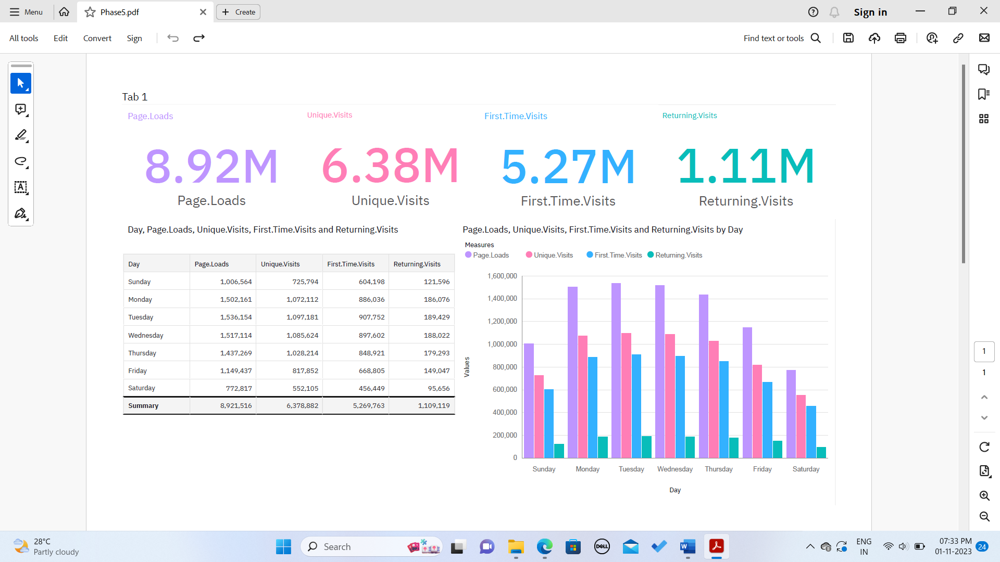 Menu
Phase5.pdf
Create
Sign in
All tools Edit Convert Sign
Find text or tools
Tab 1
Page.Loads Unique.Visits First.Time.Visits Returning.Visits
8.92M 6.38M 5.27M 1.11M
Page.Loads Unique.Visits First.Time.Visits Returning.Visits
Day, Page.Loads, Unique.Visits, First.Time.Visits and Returning.Visits
Day Page.Loads Unique.Visits First.Time.Visits Returning.Visits
Sunday 1,006,564 725,794 604,198 121,596
Monday 1,502,161 1,072,112 886,036 186,076
Tuesday 1,536,154 1,097,181 907,752 189,429
Wednesday 1,517,114 1,085,624 897,602 188,022
Thursday 1,437,269 1,028,214 848,921 179,293
Friday 1,149,437 817,852 668,805 149,047
Saturday 772,817 552,105 456,449 95,656
Summary 8,921,516 6,378,882 5,269,763 1,109,119
Page.Loads, Unique.Visits, First.Time.Visits and Returning.Visits by Day
Measures
Page.Loads Unique.Visits First.Time.Visits Returning.Visits
1,600,000
1,400,000
1,200,000
1,000,000
800,000
600,000
400,000
200,000
0
Values
Sunday Monday Tuesday Wednesday Thursday Friday Saturday
Day
1
1
28°C
Partly cloudy
Search
DELL
W
ENG
IN
07:33 PM
01-11-2023
24